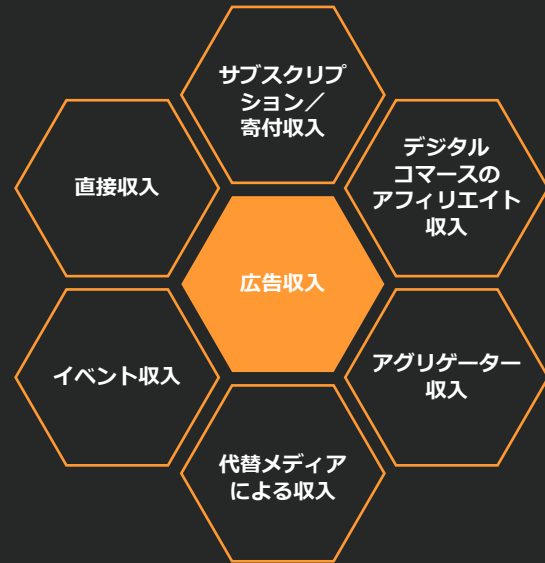 サブスクリプ
ション／
寄付収入
デジタル
コマースの
アフィリエイト
収入
直接収入
広告収入
イベント収入
アグリゲーター
収入
代替メディア
による収入